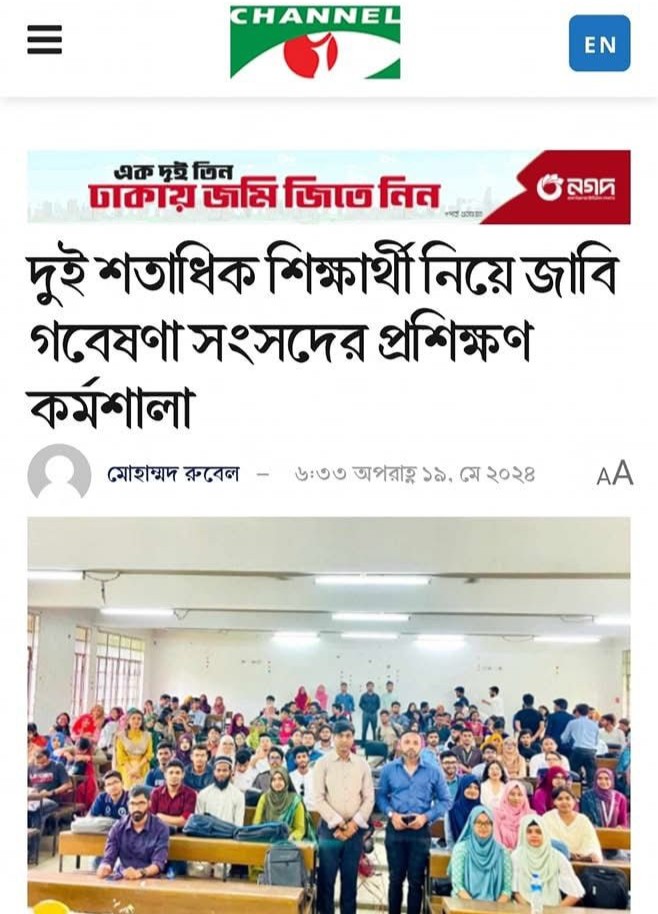 CHANNEL
EN
এক দুই তিন
ঢাকায় জমি জিতে নিন
নগদ
দুই শতাধিক শিক্ষার্থী নিয়ে জাবি
গবেষণা সংসদের প্রশিক্ষণ
কর্মশালা
মোহাম্মদ রুবেল – ৬:৩৩ অপরাহ্ণ ১৯, মে ২০২৪
AA